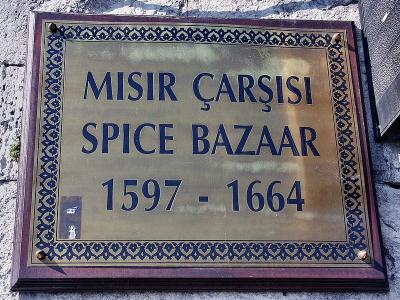 MISIR ÇARŞISI
SPICE BAZAAR
1597 - 1664